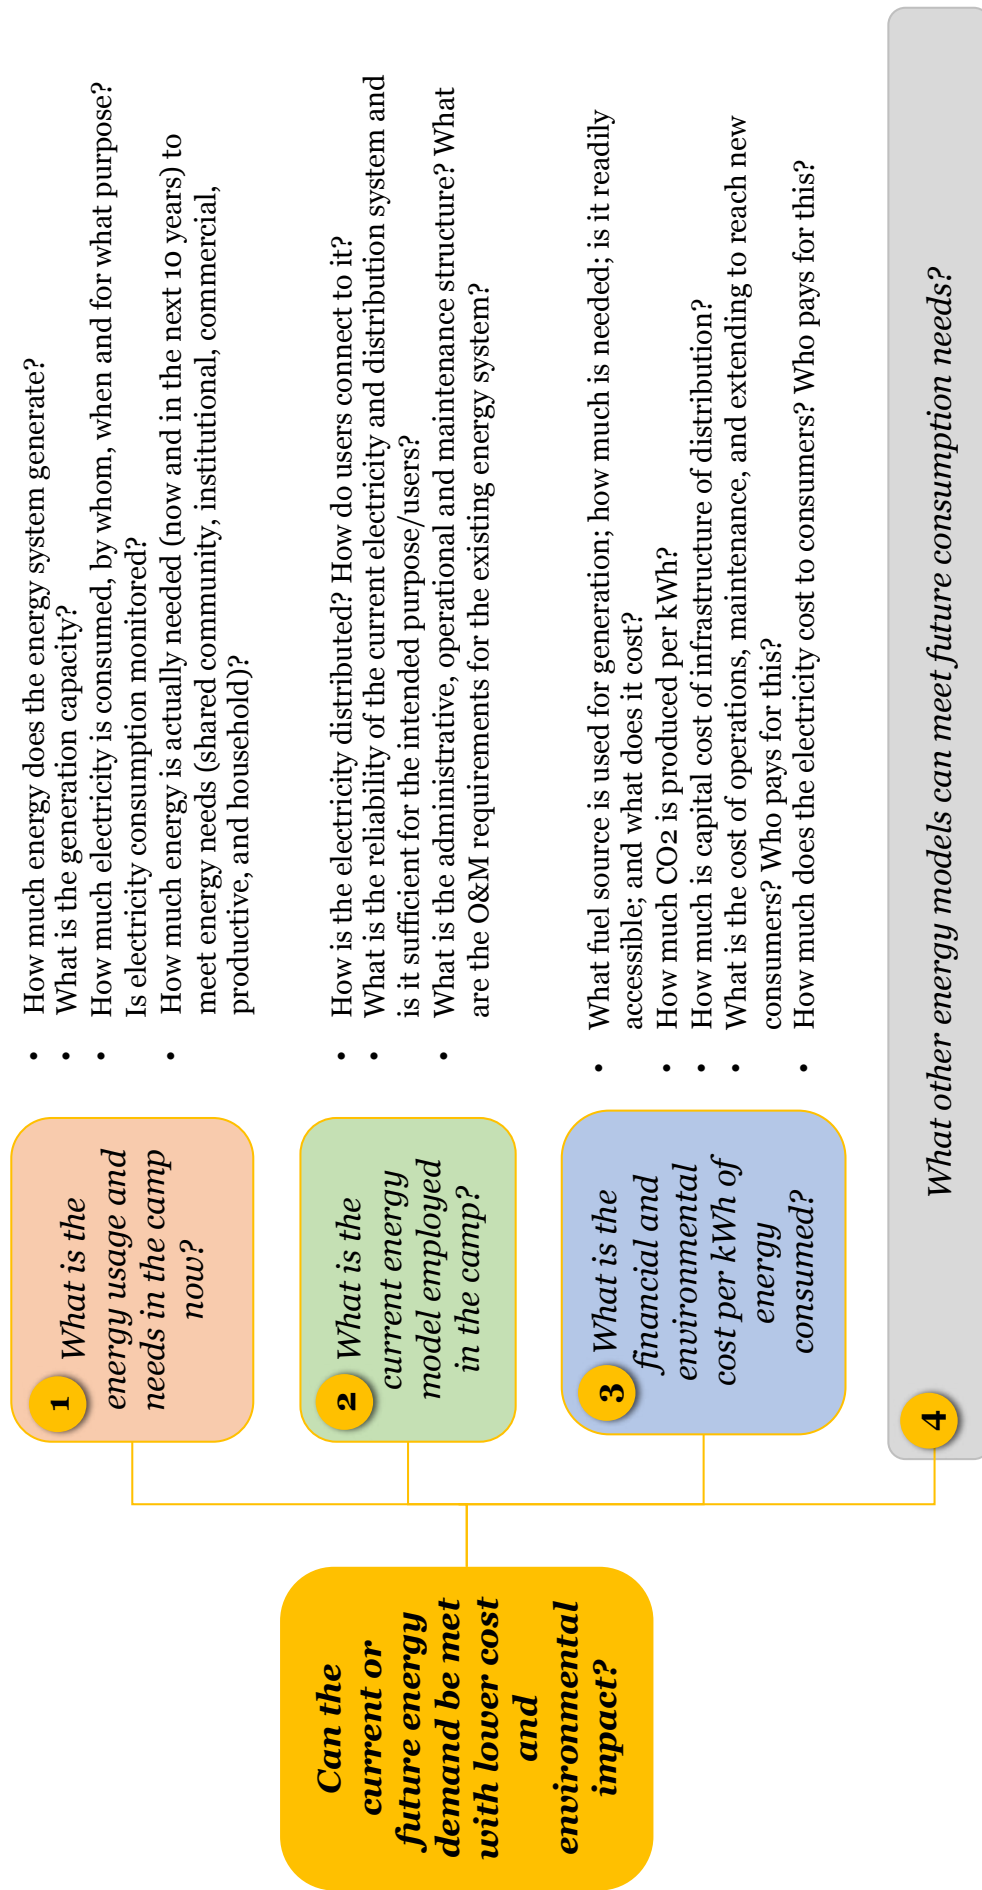 Can the
current or
future energy
demand be met
with lower cost
and
environmental
impact?
1
What is the
energy usage and
needs in the camp
now?
• How much energy does the energy system generate?
• What is the generation capacity?
• How much electricity is consumed, by whom, when and for what purpose?
Is electricity consumption monitored?
• How much energy is actually needed (now and in the next 10 years) to
meet energy needs (shared community, institutional, commercial,
productive, and household)?
2
What is the
current energy
model employed
in the camp?
• How is the electricity distributed? How do users connect to it?
• What is the reliability of the current electricity and distribution system and
is it sufficient for the intended purpose/users?
• What is the administrative, operational and maintenance structure? What
are the O&M requirements for the existing energy system?
3
What is the
financial and
environmental
cost per kWh of
energy
consumed?
• What fuel source is used for generation; how much is needed; is it readily
accessible; and what does it cost?
• How much CO2 is produced per kWh?
• How much is capital cost of infrastructure of distribution?
• What is the cost of operations, maintenance, and extending to reach new
consumers? Who pays for this?
• How much does the electricity cost to consumers? Who pays for this?
4
What other energy models can meet future consumption needs?